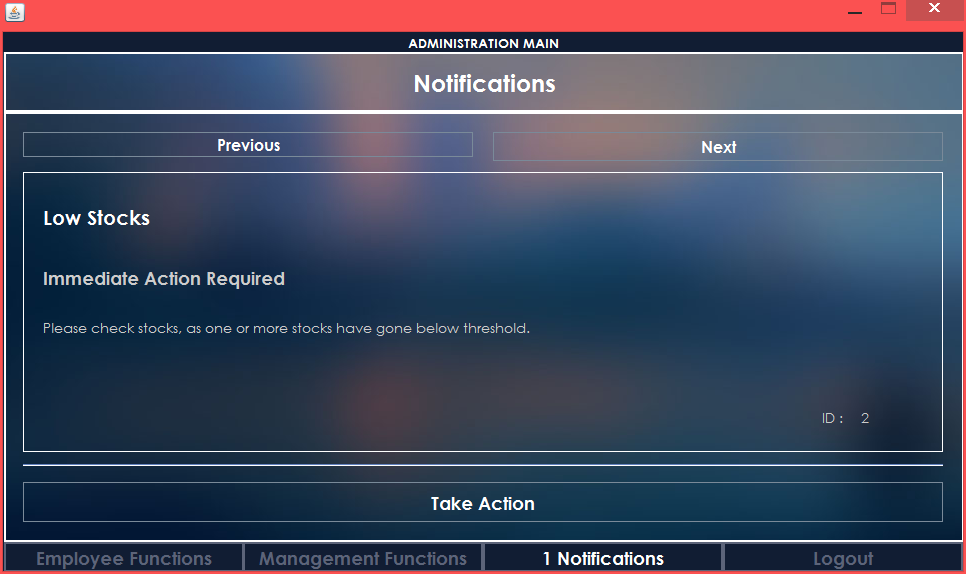 ADMINISTRATION MAIN
Notifications
Previous
Next
Low Stocks
Immediate Action Required
Please check stocks, as one or more stocks have gone below threshold.
ID : 2
Take Action
Employee Functions
Management Functions
1 Notifications
Logout